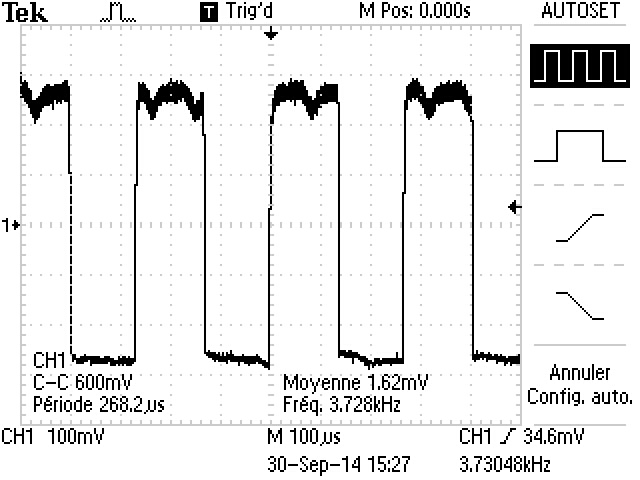 Tek T Trig'd M Pos: 0.000s AUTOSET
1
CH1
C-C 600mV Moyenne 1.62mV
Période 268.2µs Fréq. 3.728kHz
Annuler
Config. auto.
CH1 100mV M 100µs CH1 34.6mV
30-Sep-14 15:27 3.73048kHz